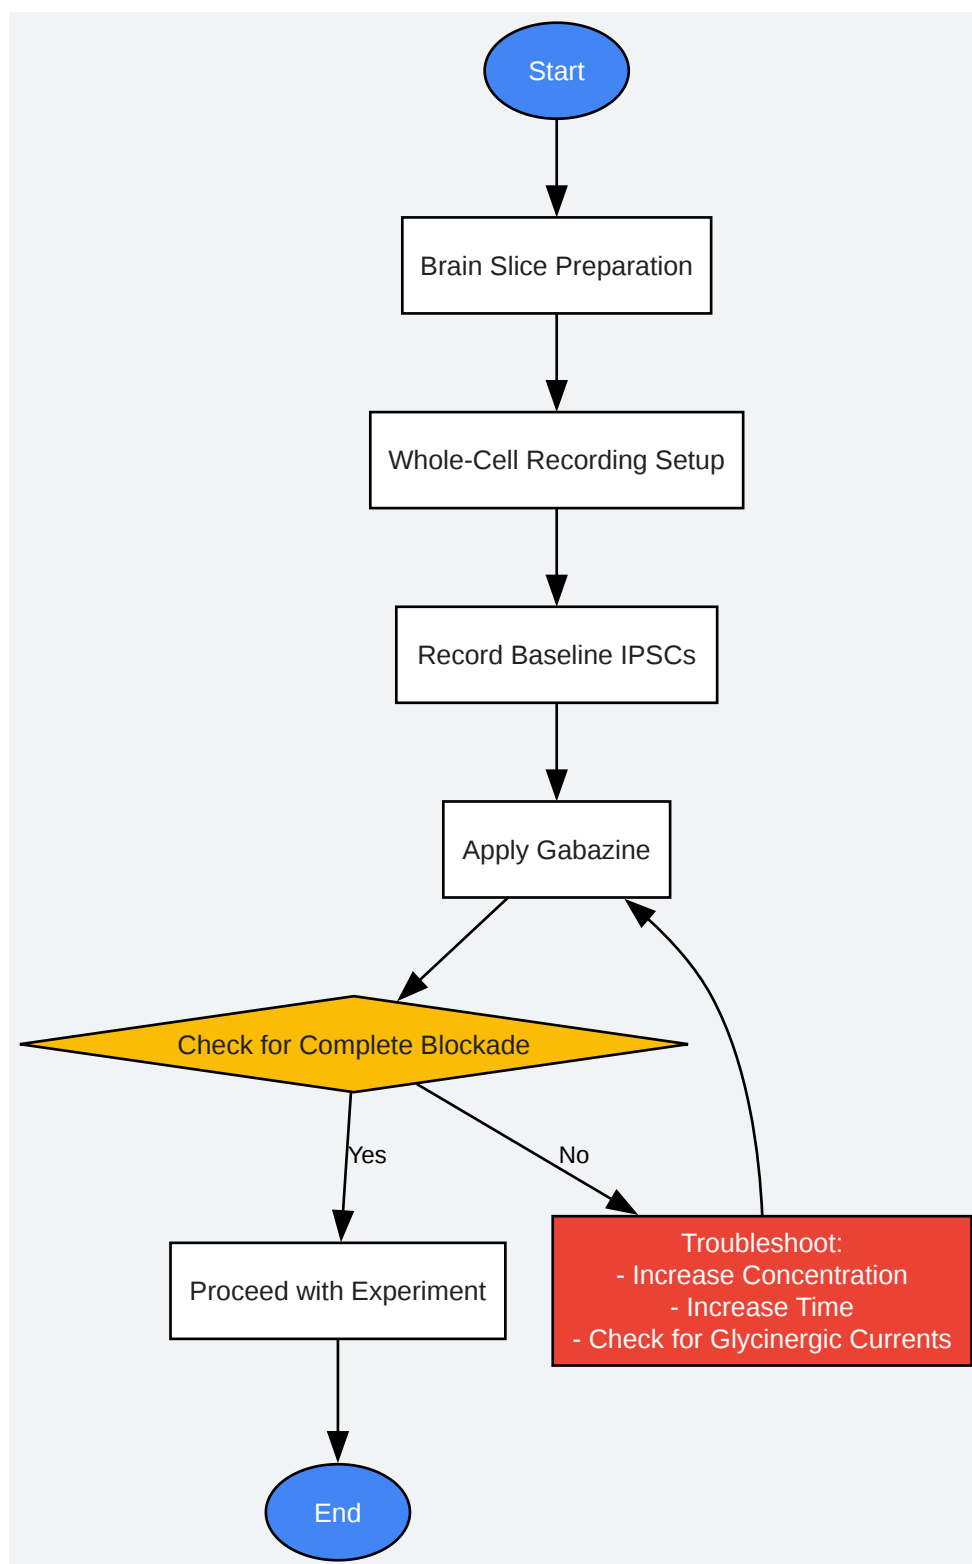 Start
Brain Slice Preparation
Whole-Cell Recording Setup
Record Baseline IPSCs
Apply Gabazine
Check for Complete Blockade
Yes
No
Troubleshoot:
- Increase Concentration
- Increase Time
- Check for Glycinergic Currents
Proceed with Experiment
End